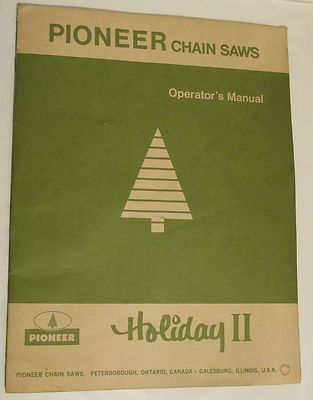 PIONEER CHAIN SAWS
Operator's Manual
PIONEER
Holiday II
PIONEER CHAIN SAWS, PETERBOROUGH, ONTARIO, CANADA • GALESBURG, ILLINOIS, U.S.A.